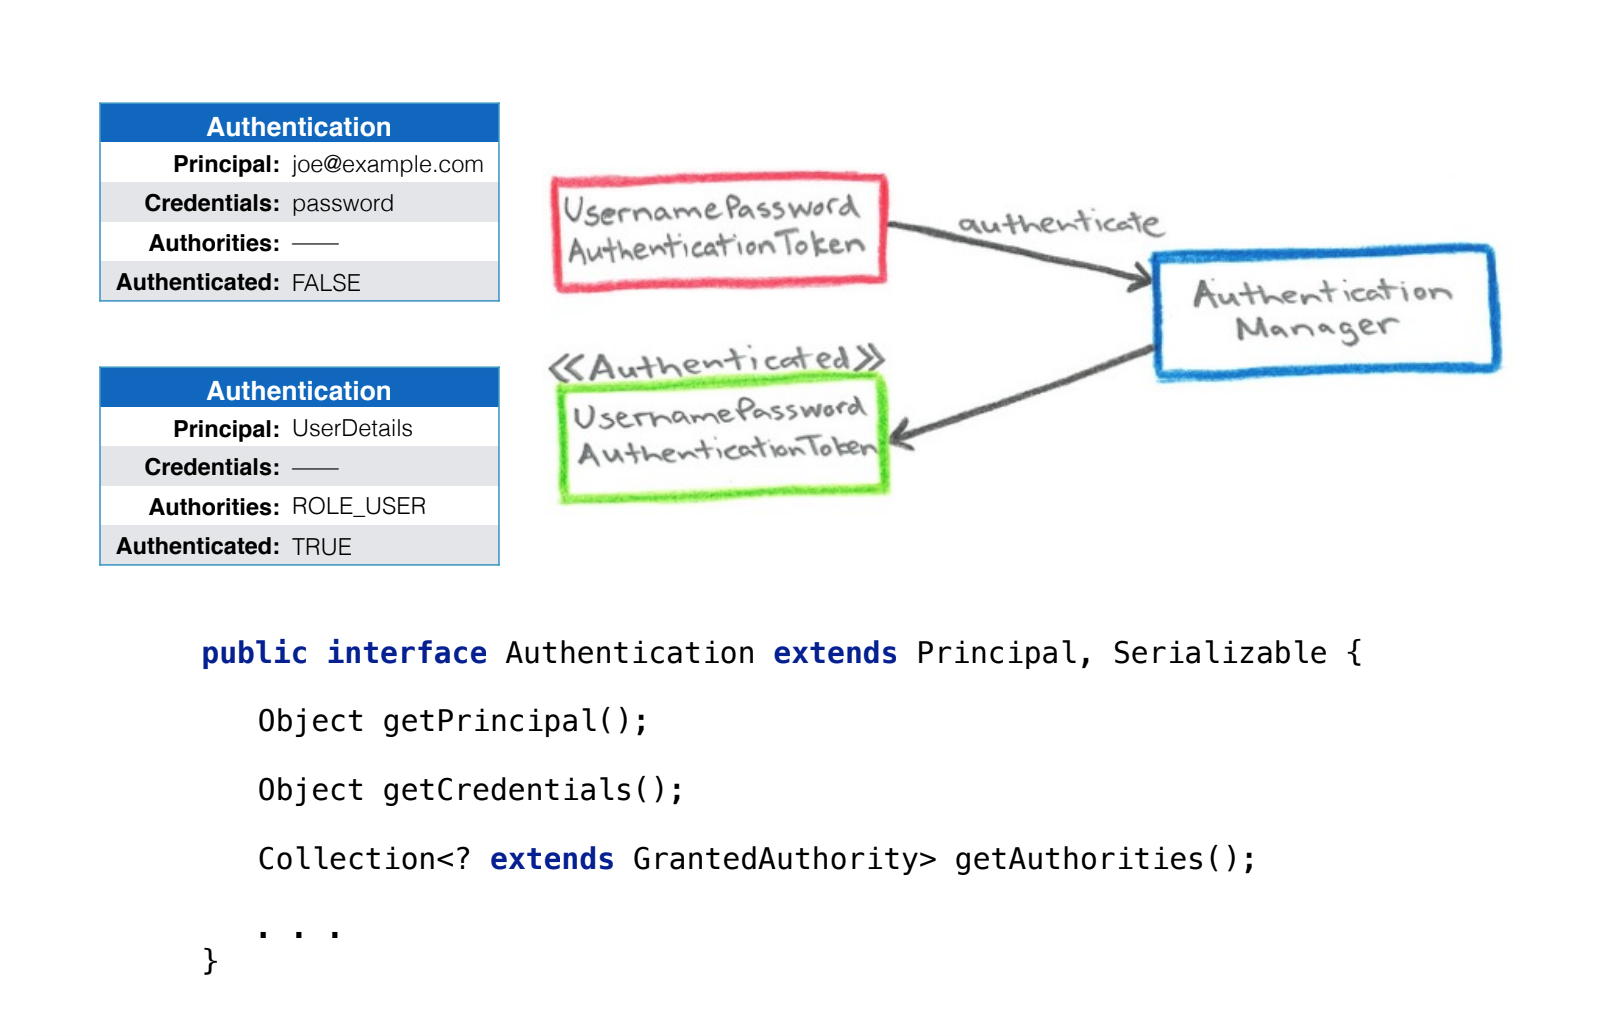 Authentication
Principal: joe@example.com
Credentials: password
Authorities: ——
Authenticated: FALSE
UsernamePassword
AuthenticationToken
authenticate
Authentication
Manager
<<Authenticated>>
UsernamePassword
AuthenticationToken
Authentication
Principal: UserDetails
Credentials: ——
Authorities: ROLE_USER
Authenticated: TRUE
public interface Authentication extends Principal, Serializable {
Object getPrincipal();
Object getCredentials();
Collection<? extends GrantedAuthority> getAuthorities();
. . .
}